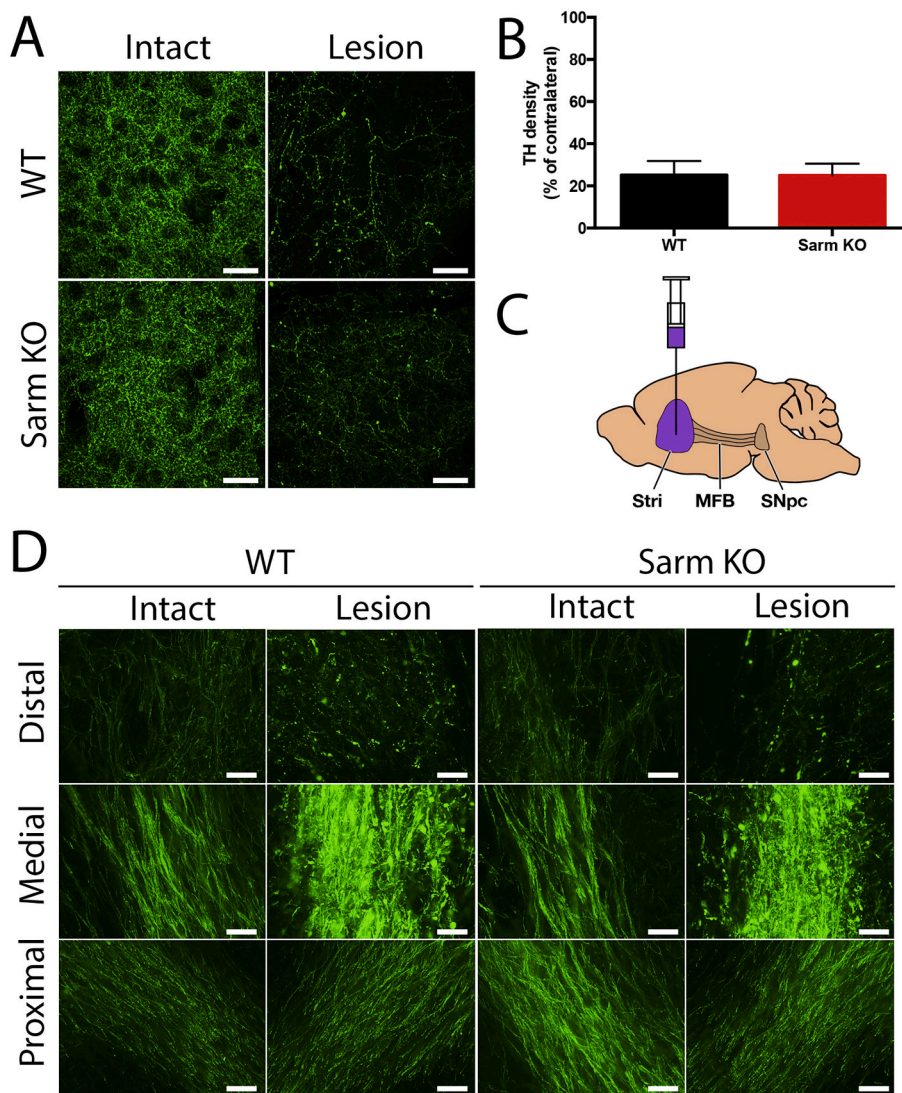 A
Intact Lesion
WT
Sarm KO
B
TH density
(% of contralateral)
100
80
60
40
20
0
WT Sarm KO
C
Stri MFB SNpc
D
WT Sarm KO
Intact Lesion Intact Lesion
Distal
Medial
Proximal